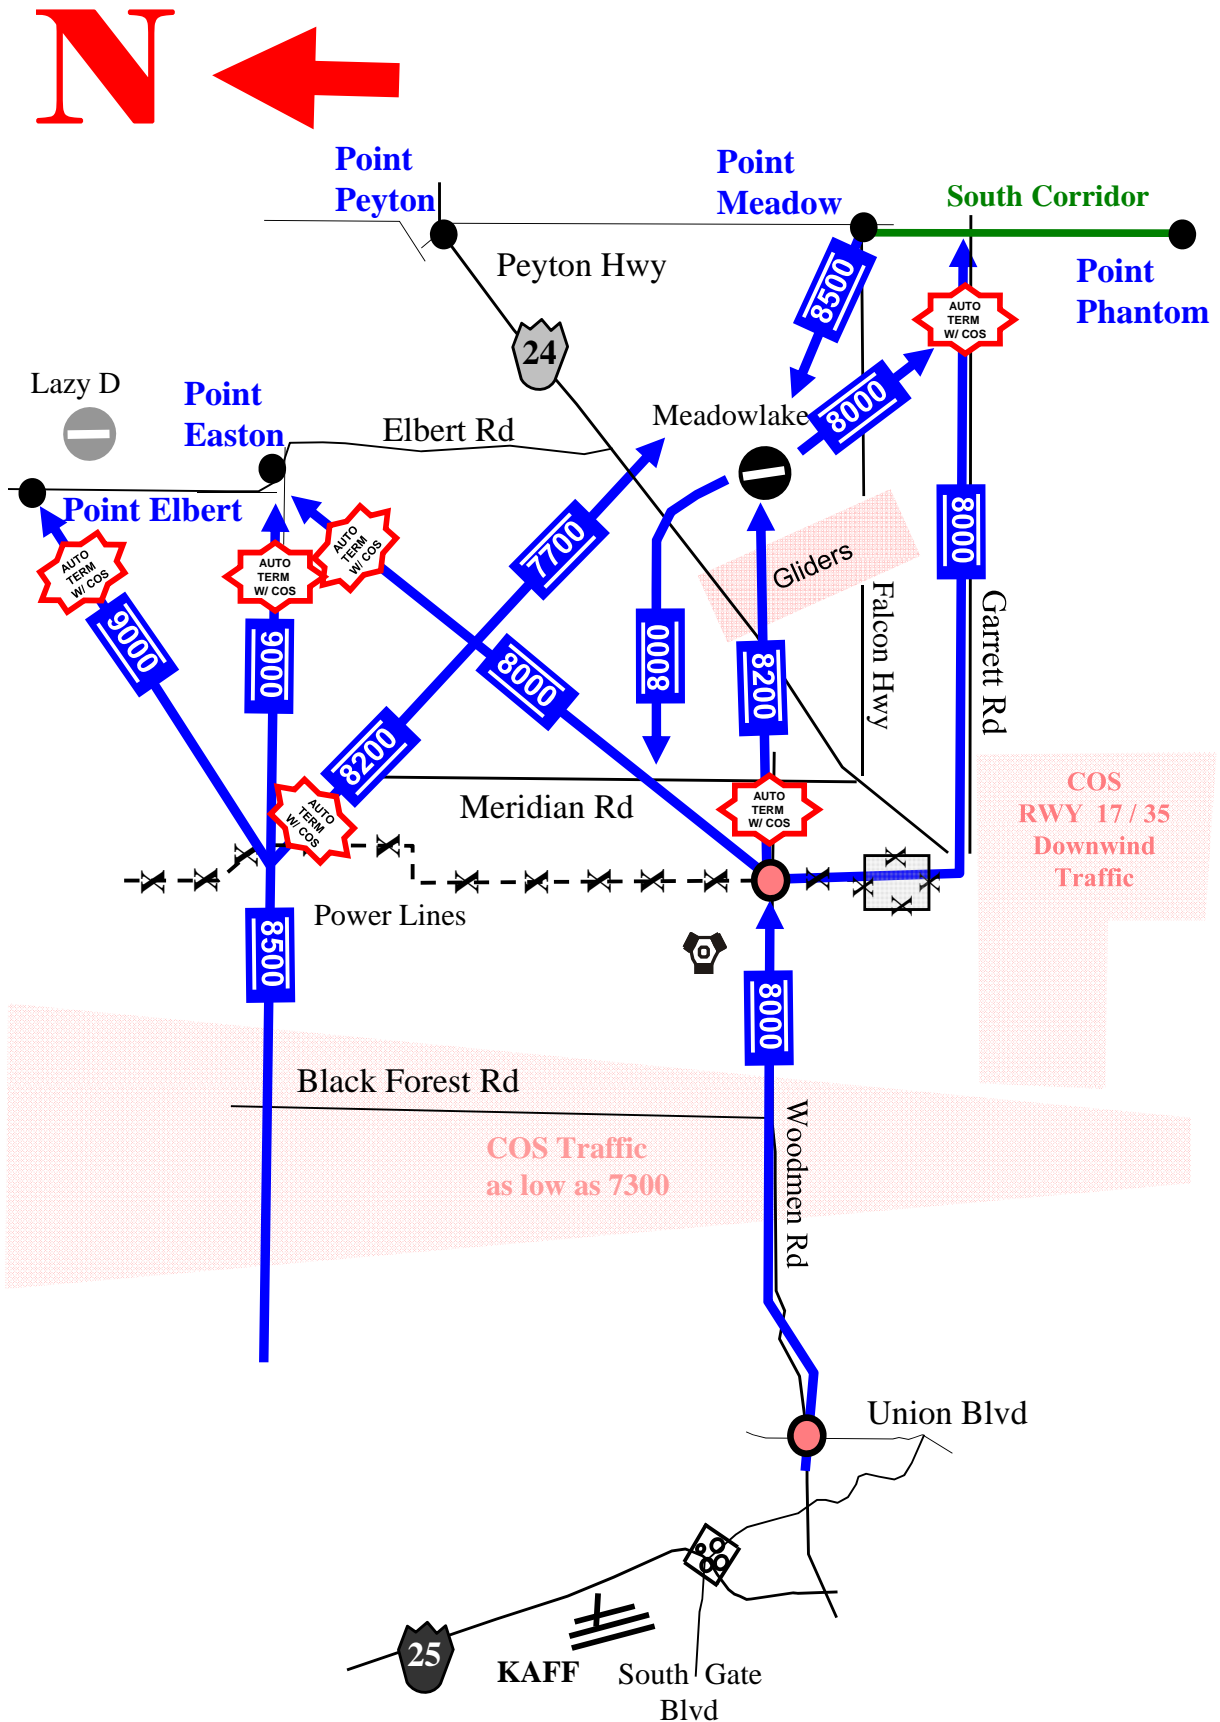 N
Point
Peyton
Point
Meadow
South Corridor
Peyton Hwy
Point
Phantom
8500
AUTO
TERM
W/ COS
24
Lazy D
Point
Easton
8000
Meadowlake
Elbert Rd
Point Elbert
8000
AUTO
TERM
W/ COS
AUTO
TERM
W/ COS
AUTO
TERM
W/ COS
7700
Gliders
Falcon Hwy
Garrett Rd
9000
9000
8000
8000
8200
8200
Meridian Rd
AUTO
TERM
W/ COS
AUTO
TERM
W/ COS
COS
RWY 17 / 35
Downwind
Traffic
Power Lines
8500
8000
Black Forest Rd
COS Traffic
as low as 7300
Woodmen Rd
Union Blvd
25
KAFF
South Gate
Blvd